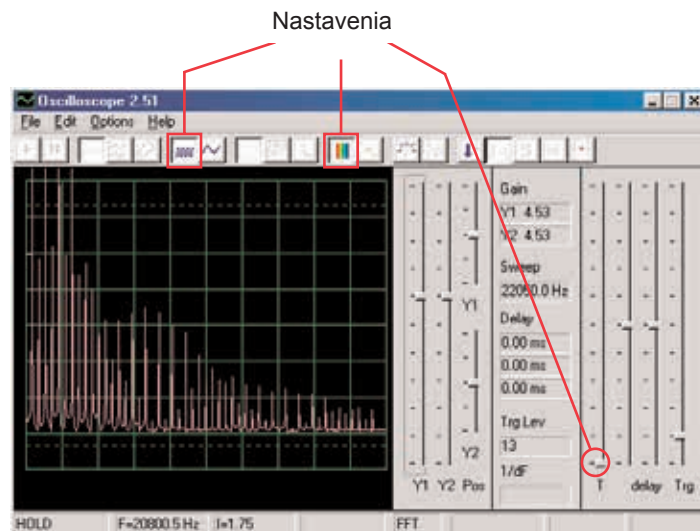 Nastavenia
Oscilloscope 2.51
File Edit Options Help
Gain
Y1 4.53
Y2 4.53
Sweep
22050.0 Hz
Y1
Delay
0.00 ms
0.00 ms
0.00 ms
Trg Lev
13
Y2
1/dF
Y1 Y2 Pos
T delay Trg
HOLD F=20800.5 Hz I=1.75 FFT